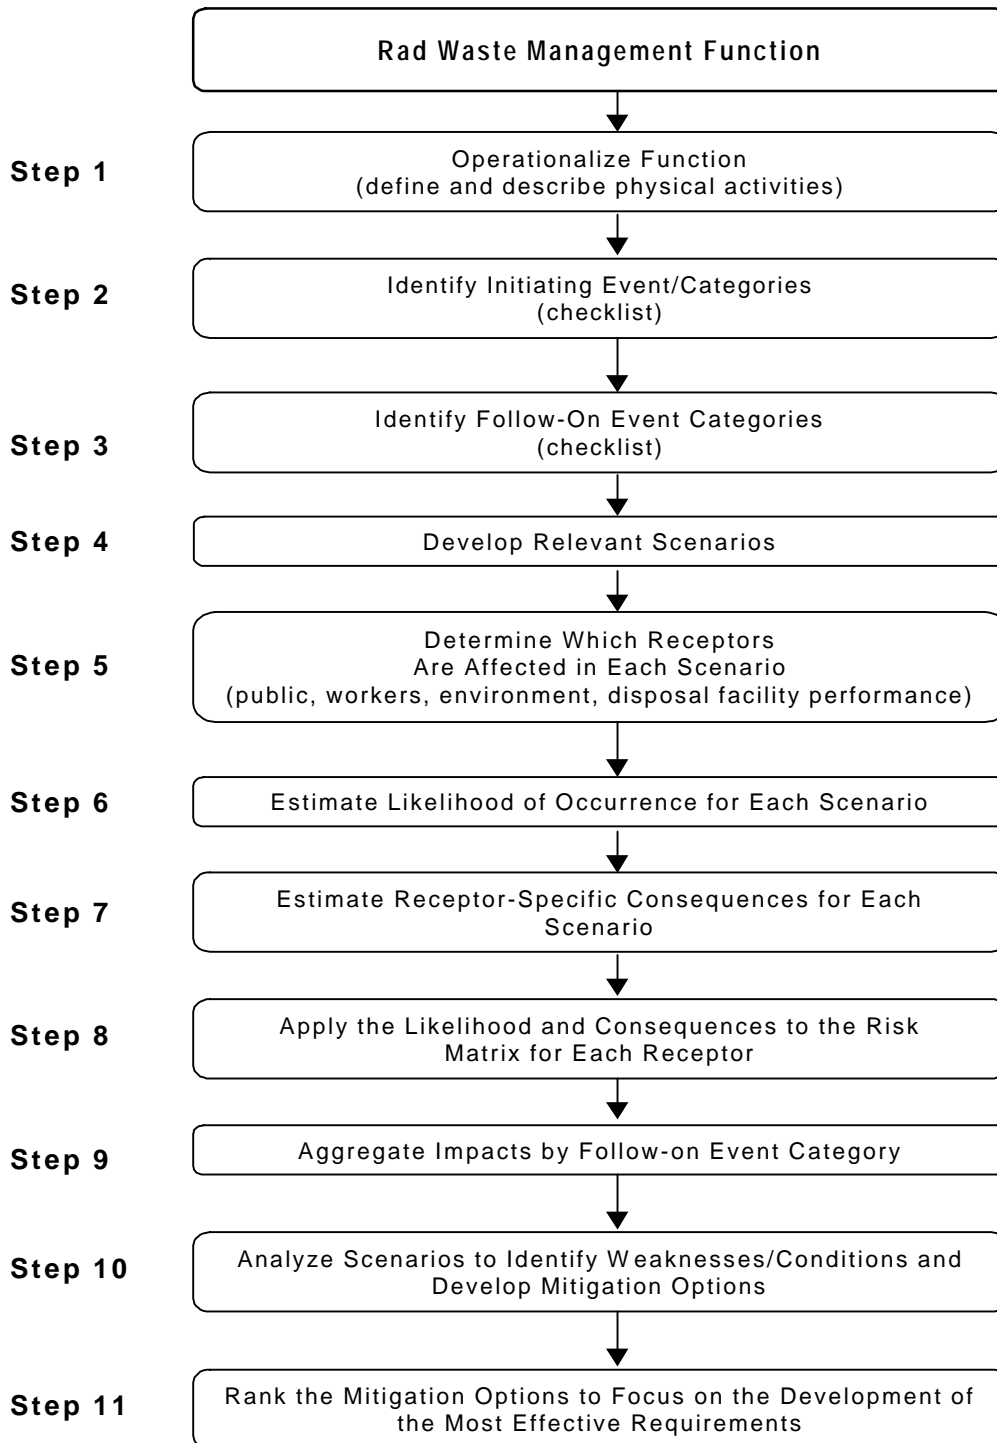 Rad Waste Management Function
Step 1
Operationalize Function
(define and describe physical activities)
Step 2
Identify Initiating Event/Categories
(checklist)
Step 3
Identify Follow-On Event Categories
(checklist)
Step 4
Develop Relevant Scenarios
Step 5
Determine Which Receptors
Are Affected in Each Scenario
(public, workers, environment, disposal facility performance)
Step 6
Estimate Likelihood of Occurrence for Each Scenario
Step 7
Estimate Receptor-Specific Consequences for Each
Scenario
Step 8
Apply the Likelihood and Consequences to the Risk
Matrix for Each Receptor
Step 9
Aggregate Impacts by Follow-on Event Category
Step 10
Analyze Scenarios to Identify Weaknesses/Conditions and
Develop Mitigation Options
Step 11
Rank the Mitigation Options to Focus on the Development of
the Most Effective Requirements